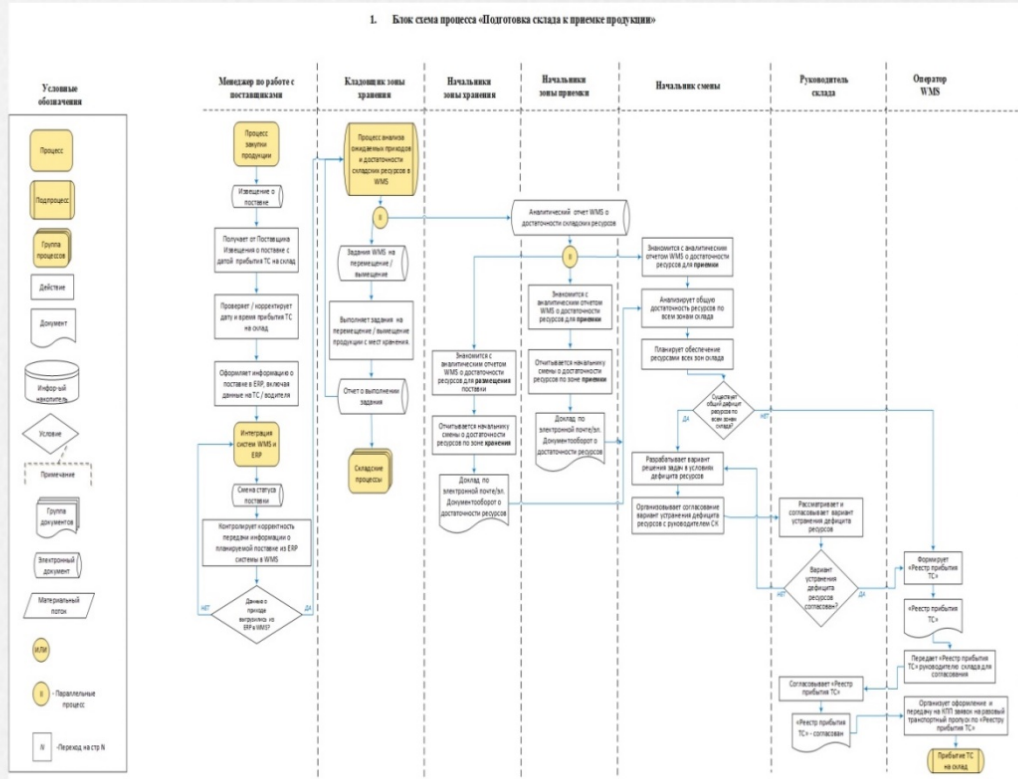 1. Блок схема процесса «Подготовка склада к приемке продукции»
Условные
обозначения
Процесс
Подпроцесс
Группа
процессов
Действие
Документ
Инфор-ый
накопитель
Условие
Примечание
Группа
документов
Электронный
документ
Материальный
поток
ИЛИ
И
- Параллельные
процесс
N
-Переход на стр N
Менеджер по работе с
поставщиками
Процесс
закупки
продукции
Извещение о
поставке
Получает от Поставщика
Извещения о поставке с
датой прибытия ТС на склад
Проверяет / корректирует
дату и время прибытия ТС
на склад
Оформляет информацию о
поставке в ERP, включая
данные на ТС / водителя
Интеграция
систем WMS и
ERP
Смена статуса
поставки
Контролирует корректность
передачи информации о
планируемой поставке из ERP
системы в WMS
Данные о
приходе
выгрузились из
ERP в WMS?
НЕТ
ДА
Кладовщик зоны
хранения
Процесс анализа
ожидаемых приходов
и достаточности
складских ресурсов в
WMS
И
Задания WMS на
перемещение /
вымещение
Выполняет задания на
перемещение / вымещение
продукции с мест хранения.
Отчет о выполнении
задания
Складские
процессы
Начальники
зоны хранения
Знакомится с
аналитическим отчетом
WMS о достаточности
ресурсов для размещения
поставки
Отчитывается начальнику
смены о достаточности
ресурсов по зоне хранения
Доклад по
электронной почте/эл.
Документооборот о
достаточности ресурсов
Начальники
зоны приемки
Аналитический отчет WMS о
достаточности складских ресурсов
И
Знакомится с
аналитическим отчетом
WMS о достаточности
ресурсов для приемки
Отчитывается начальнику
смены о достаточности
ресурсов по зоне приемки
Доклад по
электронной почте/эл.
Документооборот о
достаточности ресурсов
Начальник смены
Знакомится с аналитическим
отчетом WMS о достаточности
ресурсов для приемки
Анализирует общую
достаточность ресурсов по
всем зонам склада
Планирует обеспечение
ресурсами всех зон склада
Существует
общий дефицит
ресурсов по
всем зонам
склада?
ДА
НЕТ
Разрабатывает вариант
решения задач в условиях
дефицита ресурсов
Организовывает согласование
вариант устранения дефицита
ресурсов с руководителем СК
Руководитель
склада
Рассматривает и
согласовывает вариант
устранения дефицита
ресурсов
Вариант
устранения
дефицита
ресурсов
согласован?
НЕТ
ДА
Согласовывает «Реестр
прибытия ТС»
«Реестр прибытия
ТС» - согласован
Оператор
WMS
Формирует
«Реестр прибытия
ТС»
«Реестр прибытия
ТС»
Передает «Реестр прибытия
ТС» руководителю склада для
согласования
Организует оформление и
передачу на КПП заявок на разовый
транспортный пропуск по «Реестру
прибытия ТС»
Прибытие ТС
на склад